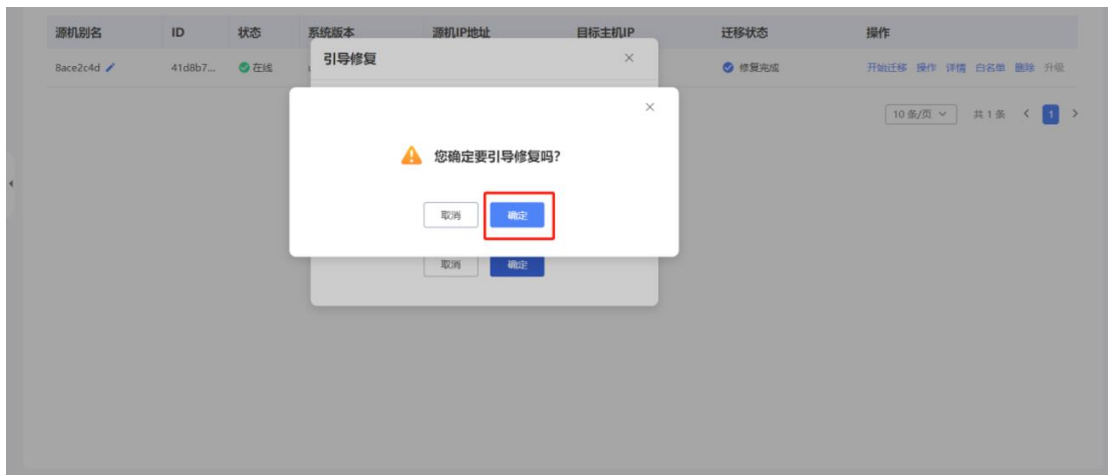 源机别名 ID 状态 系统版本 源机IP地址 目标主机IP 迁移状态 操作
8ace2c4d 41d8b7... 在线 修复完成 开始迁移 操作 详情 白名单 删除 升级
引导修复
10 条/页 共 1 条 1
您确定要引导修复吗?
取消 确定
取消 确定